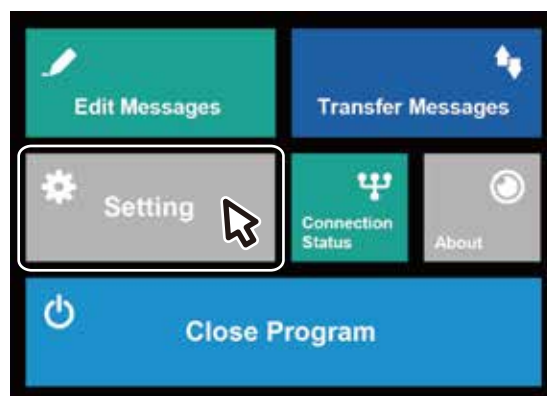 Edit Messages
Transfer Messages
Setting
Connection
Status
About
Close Program